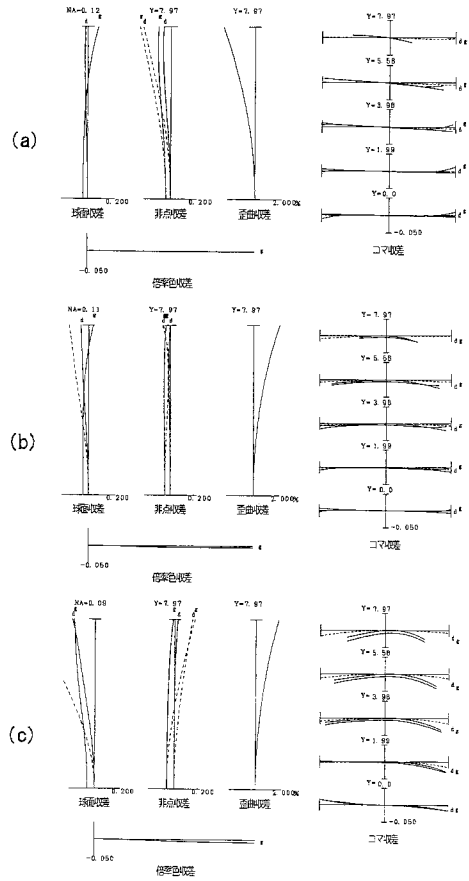 (a)
NA=0.12
Y=7.97
Y=7.97
d
g
g
d
g
d
0.200
球面収差
0.200
非点収差
2.000%
歪曲収差
g
-0.050
倍率色収差
Y=7.97
d g
Y=5.58
d g
Y=3.98
d g
Y=1.99
d g
Y=0.0
-0.050
コマ収差
(b)
NA=0.11
Y=7.97
Y=7.97
d
g
d
d
0.200
球面収差
0.200
非点収差
2.000%
歪曲収差
g
-0.050
倍率色収差
Y=7.97
d g
Y=5.58
d g
Y=3.98
d g
Y=1.99
d g
Y=0.0
-0.050
コマ収差
(c)
NA=0.09
Y=7.97
Y=7.97
d
g
g
g
d
g
0.200
球面収差
0.200
非点収差
2.000%
歪曲収差
g
-0.050
倍率色収差
Y=7.97
d g
Y=5.58
d g
Y=3.98
d g
Y=1.99
d g
Y=0.0
-0.050
コマ収差